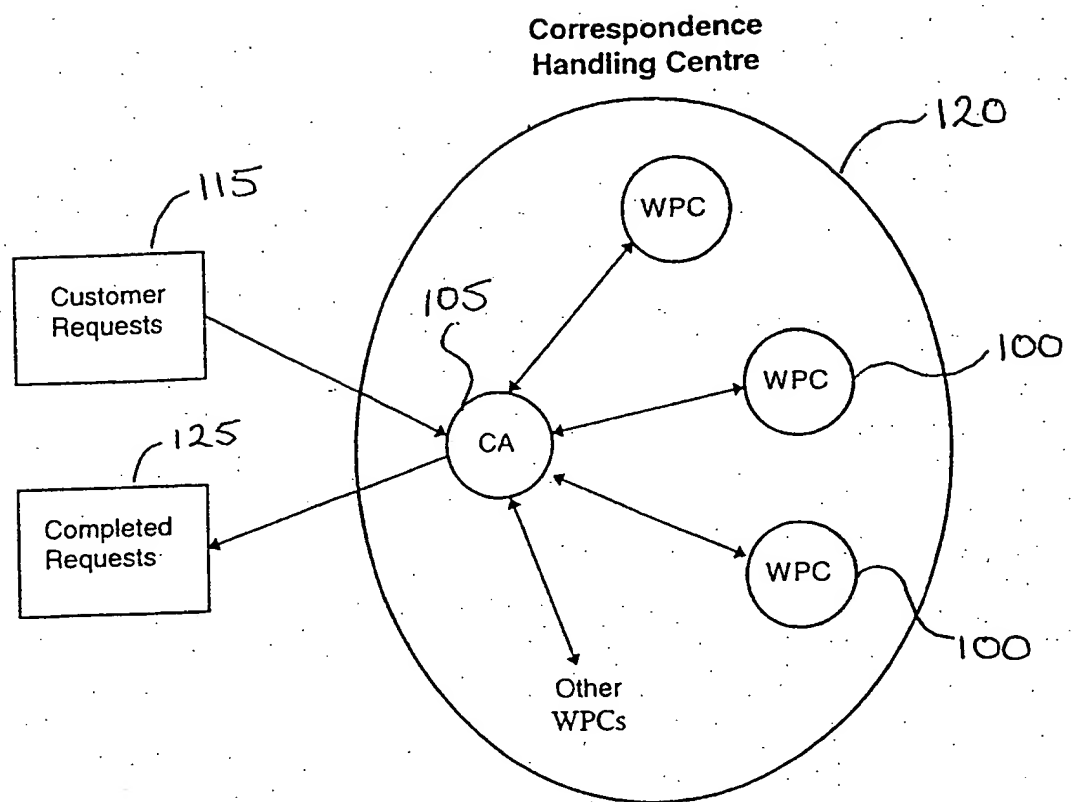 Correspondence
Handling Centre
120
115
WPC
Customer
Requests
105
100
WPC
125
CA
Completed
Requests
WPC
100
Other
WPCs